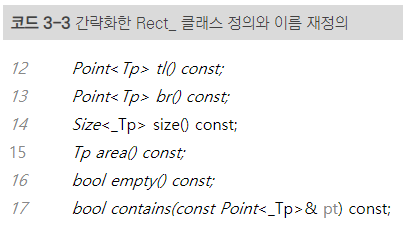 코드 3-3 간략화한 Rect_ 클래스 정의와 이름 재정의
12 Point<Tp> tl() const;
13 Point<Tp> br() const;
14 Size<_Tp> size() const;
15 Tp area() const;
16 bool empty() const;
17 bool contains(const Point<_Tp>& pt) const;